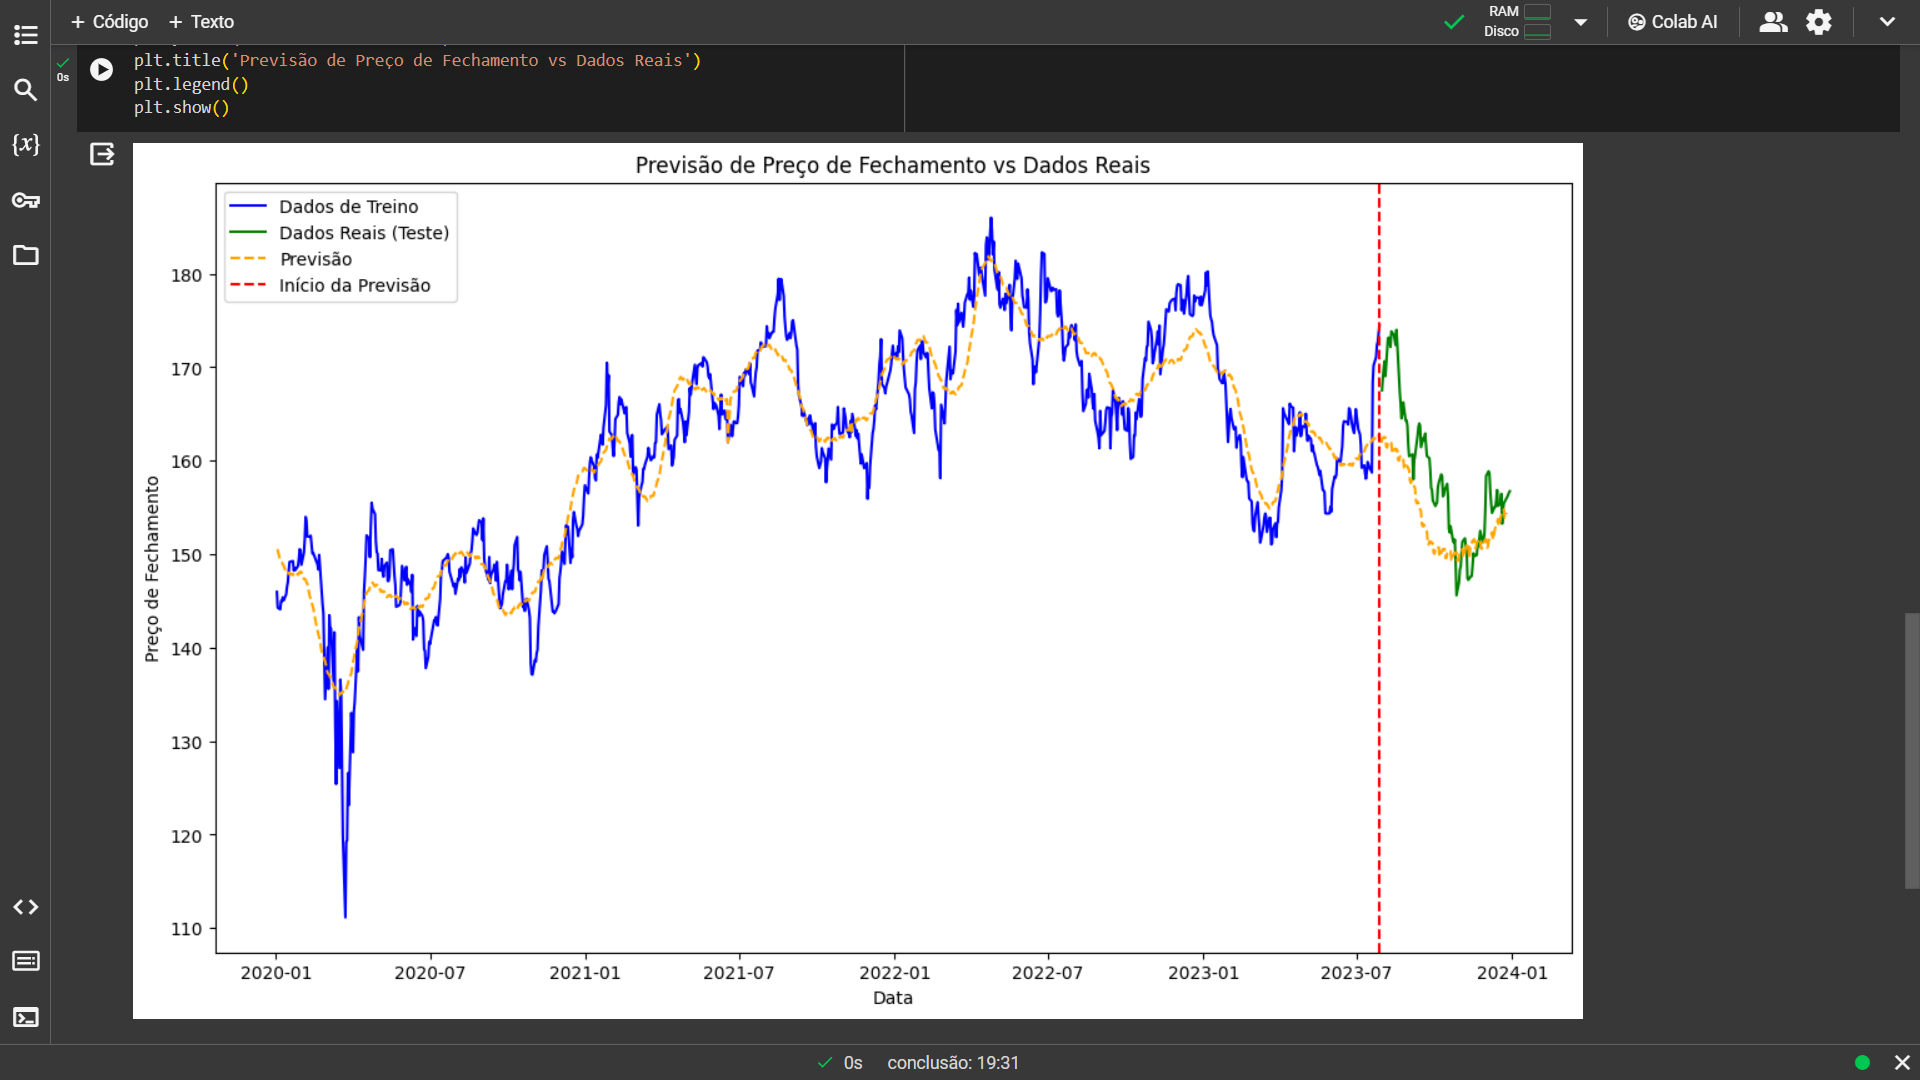 + Código + Texto
RAM
Disco
Colab AI
0s
plt.title('Previsão de Preço de Fechamento vs Dados Reais')
plt.legend()
plt.show()
{x}
Previsão de Preço de Fechamento vs Dados Reais
Dados de Treino
Dados Reais (Teste)
Previsão
Início da Previsão
Preço de Fechamento
180
170
160
150
140
130
120
110
2020-01
2020-07
2021-01
2021-07
2022-01
2022-07
2023-01
2023-07
2024-01
Data
0s conclusão: 19:31